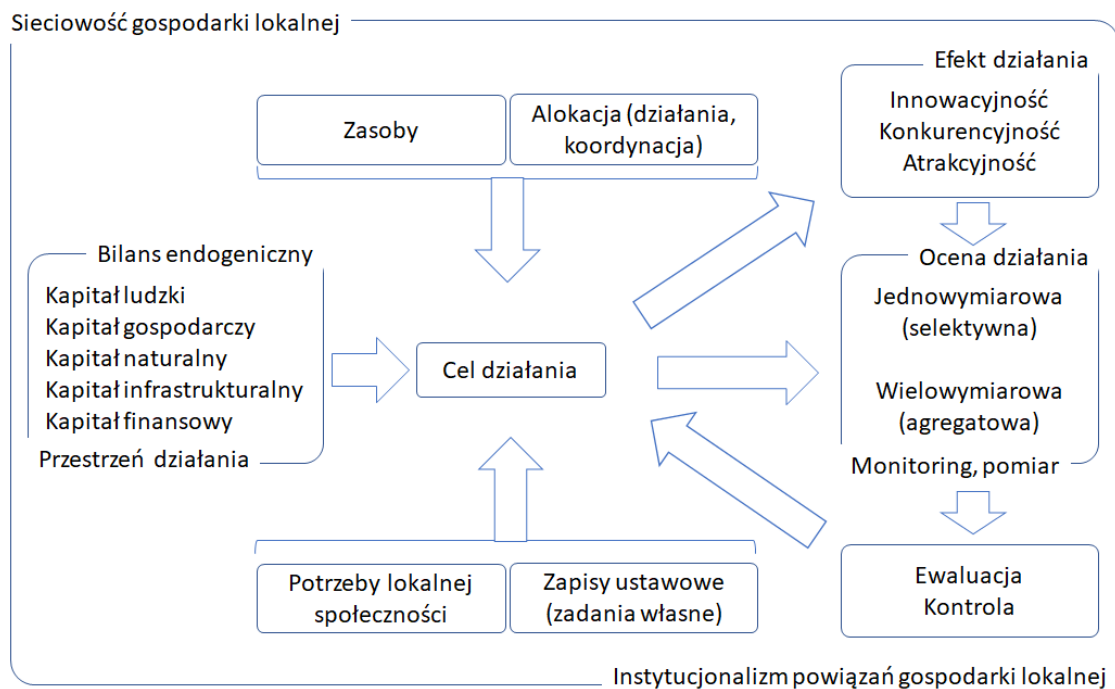 Sieciowość gospodarki lokalnej
Zasoby
Alokacja (działania,
koordynacja)
Efekt działania
Innowacyjność
Konkurencyjność
Atrakcyjność
Bilans endogeniczny
Kapitał ludzki
Kapitał gospodarczy
Kapitał naturalny
Kapitał infrastrukturalny
Kapitał finansowy
Przestrzeń działania
Cel działania
Ocena działania
Jednowymiarowa
(selektywna)
Wielowymiarowa
(agregatowa)
Monitoring, pomiar
Potrzeby lokalnej
społeczności
Zapisy ustawowe
(zadania własne)
Ewaluacja
Kontrola
Instytucjonalizm powiązań gospodarki lokalnej